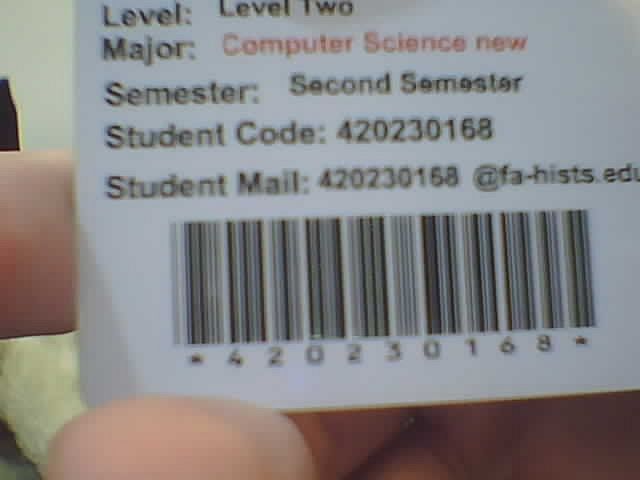 Level: Level Two
Major: Computer Science new
Semester: Second Semester
Student Code: 420230168
Student Mail: 420230168 @fa-hists.edu
*420230168*